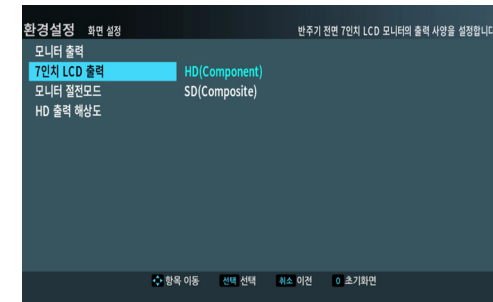 환경설정 화면 설정 반주기 전면 7인치 LCD 모니터의 출력 사양을 설정합니다
모니터 출력
7인치 LCD 출력 HD(Component)
모니터 절전모드 SD(Composite)
HD 출력 해상도
항목 이동 선택 선택 취소 이전 0 초기화면